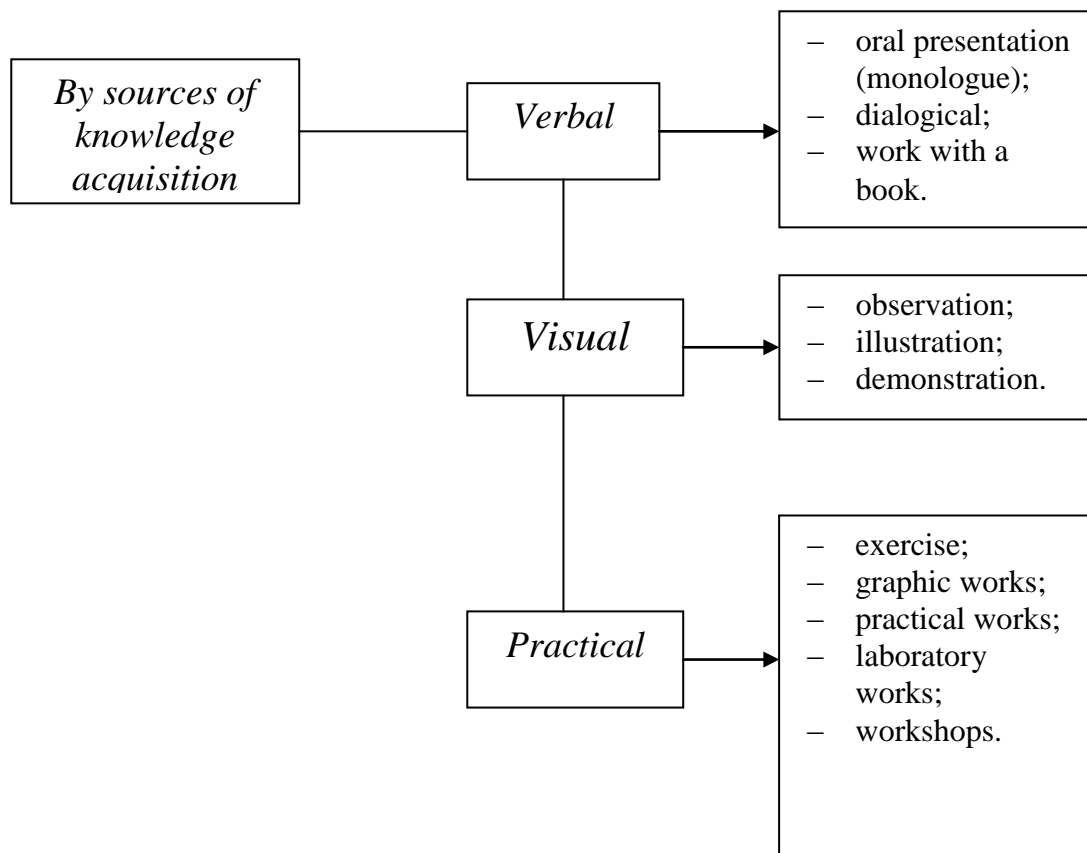 By sources of
knowledge
acquisition
Verbal
– oral presentation
(monologue);
– dialogical;
– work with a
book.
Visual
– observation;
– illustration;
– demonstration.
Practical
– exercise;
– graphic works;
– practical works;
– laboratory
works;
– workshops.